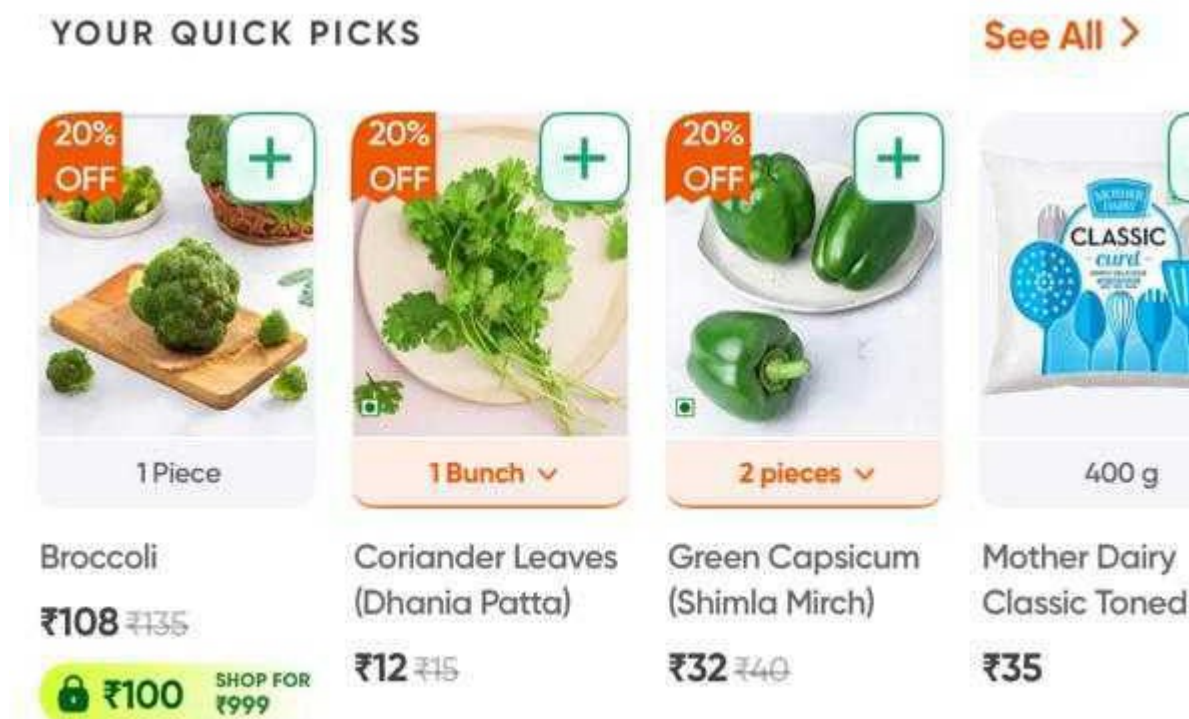 YOUR QUICK PICKS
See All >
20%
OFF
1 Piece
Broccoli
₹108 ₹135
₹100 SHOP FOR
₹999
20%
OFF
1 Bunch
Coriander Leaves
(Dhania Patta)
₹12 ₹15
20%
OFF
2 pieces
Green Capsicum
(Shimla Mirch)
₹32 ₹40
MOTHER
DAIRY
CLASSIC
curd
400 g
Mother Dairy
Classic Toned
₹35